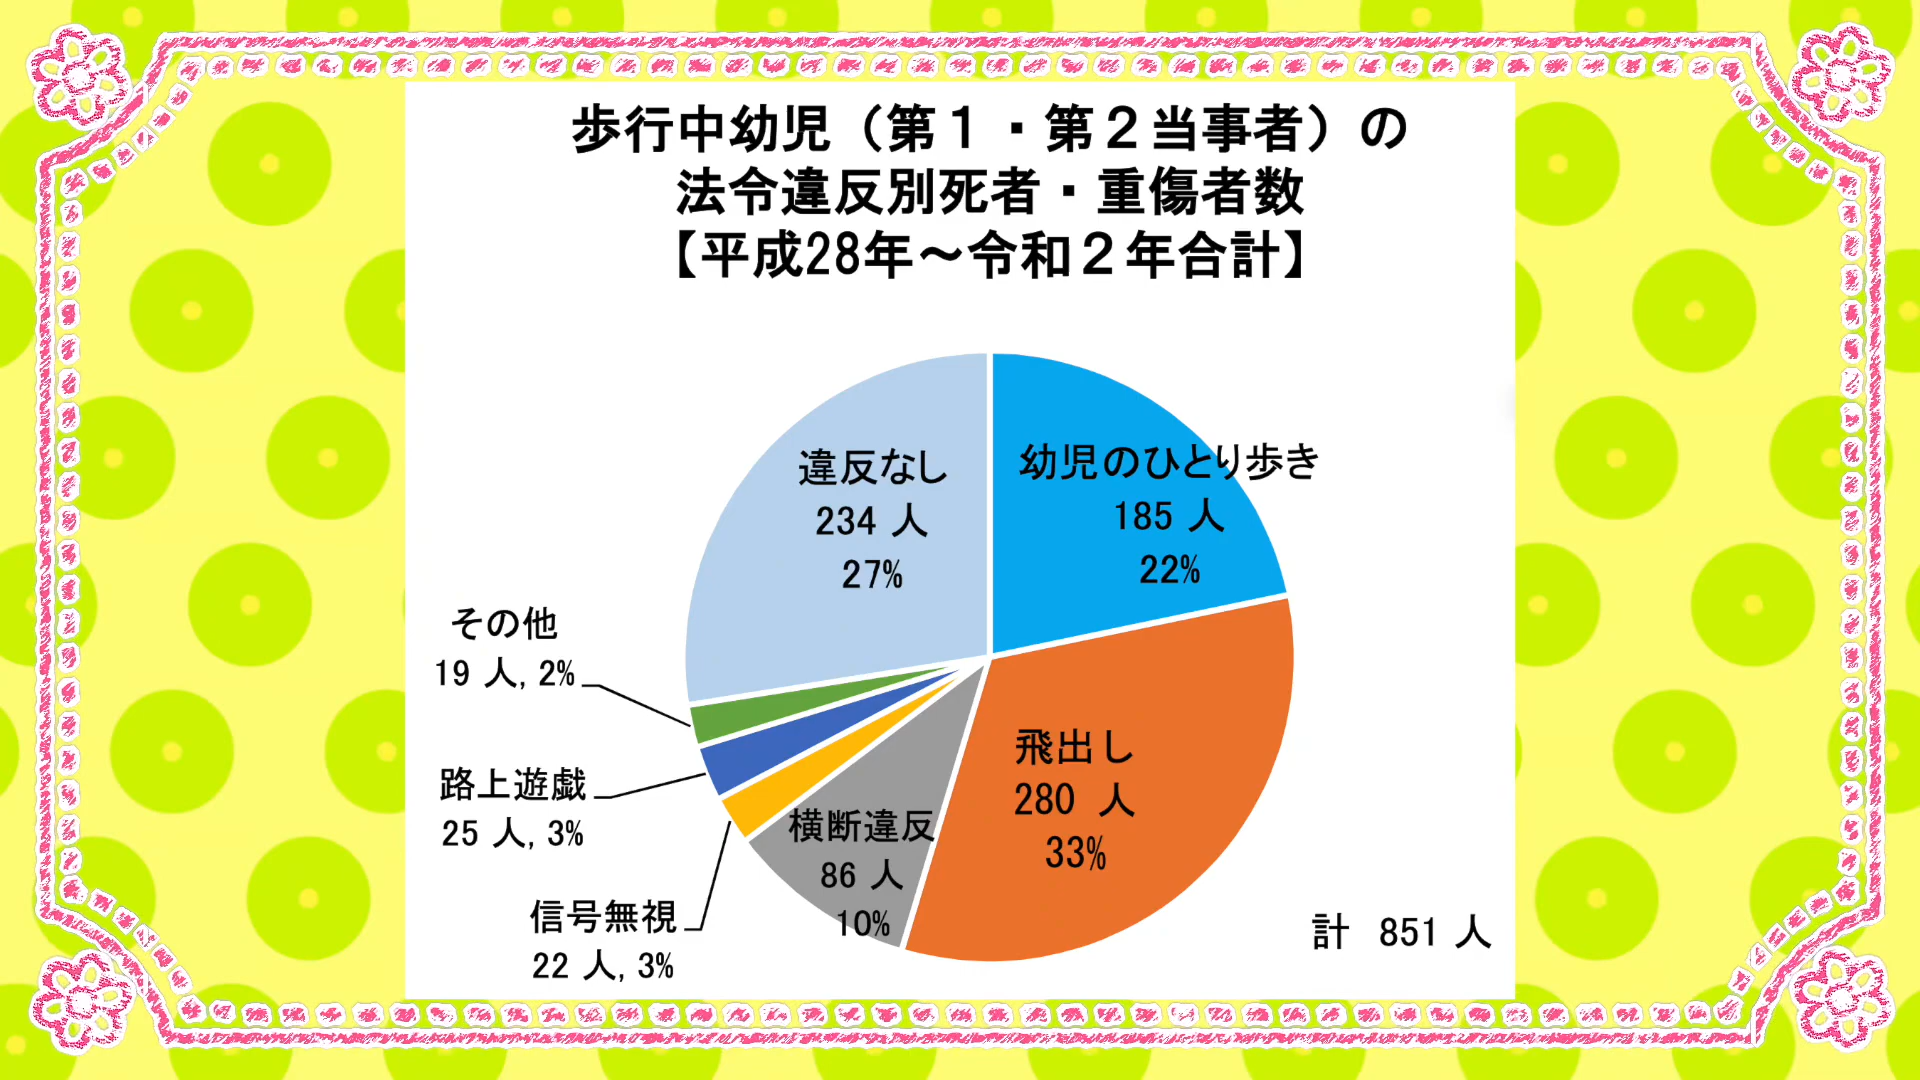 歩行中幼児（第１・第２当事者）の
法令違反別死者・重傷者数
【平成28年～令和２年合計】
幼児のひとり歩き
185 人
22%
飛出し
280 人
33%
横断違反
86 人
10%
信号無視
22 人, 3%
路上遊戯
25 人, 3%
その他
19 人, 2%
違反なし
234 人
27%
計 851 人